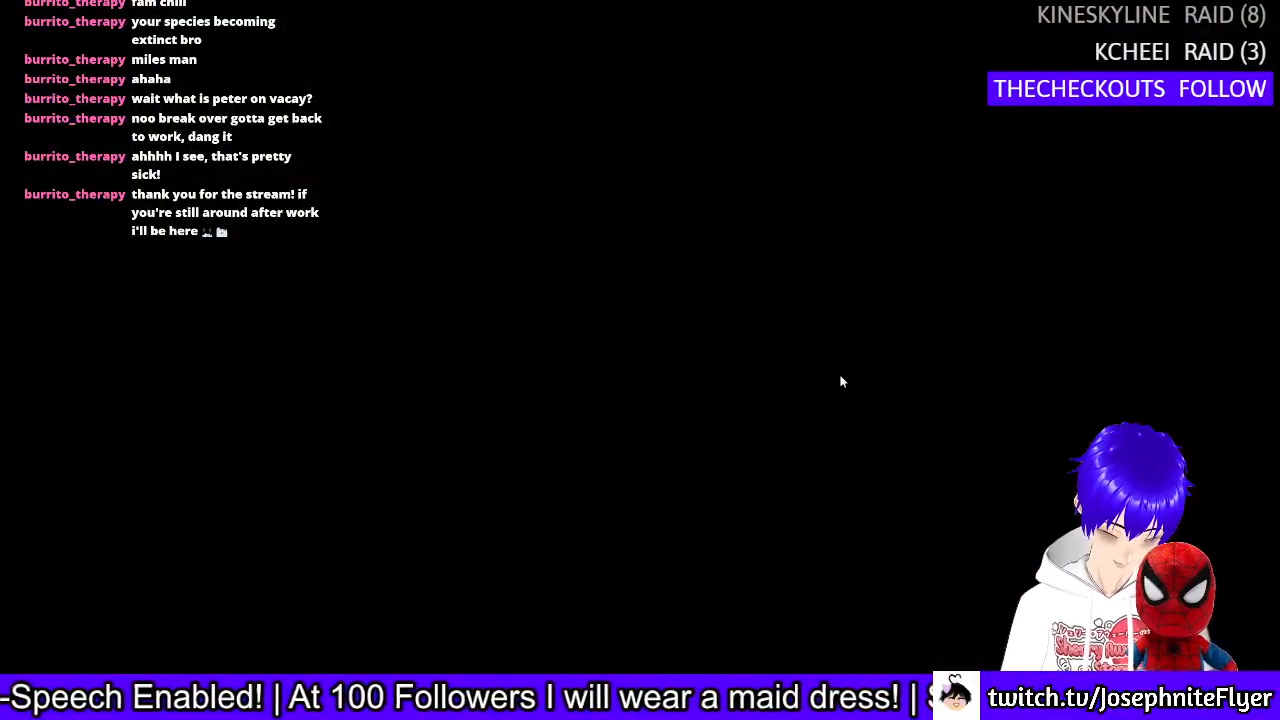 burrito_therapy fam chill
burrito_therapy your species becoming
extinct bro
burrito_therapy miles man
burrito_therapy ahaha
burrito_therapy wait what is peter on vacay?
burrito_therapy noo break over gotta get back
to work, dang it
burrito_therapy ahhhh I see, that's pretty
sick!
burrito_therapy thank you for the stream! if
you're still around after work
i'll be here
KINESKYLINE RAID (8)
KCHEEI RAID (3)
THECHECKOUTS FOLLOW
-Speech Enabled! | At 100 Followers I will wear a maid dress! |
twitch.tv/JosephniteFlyer